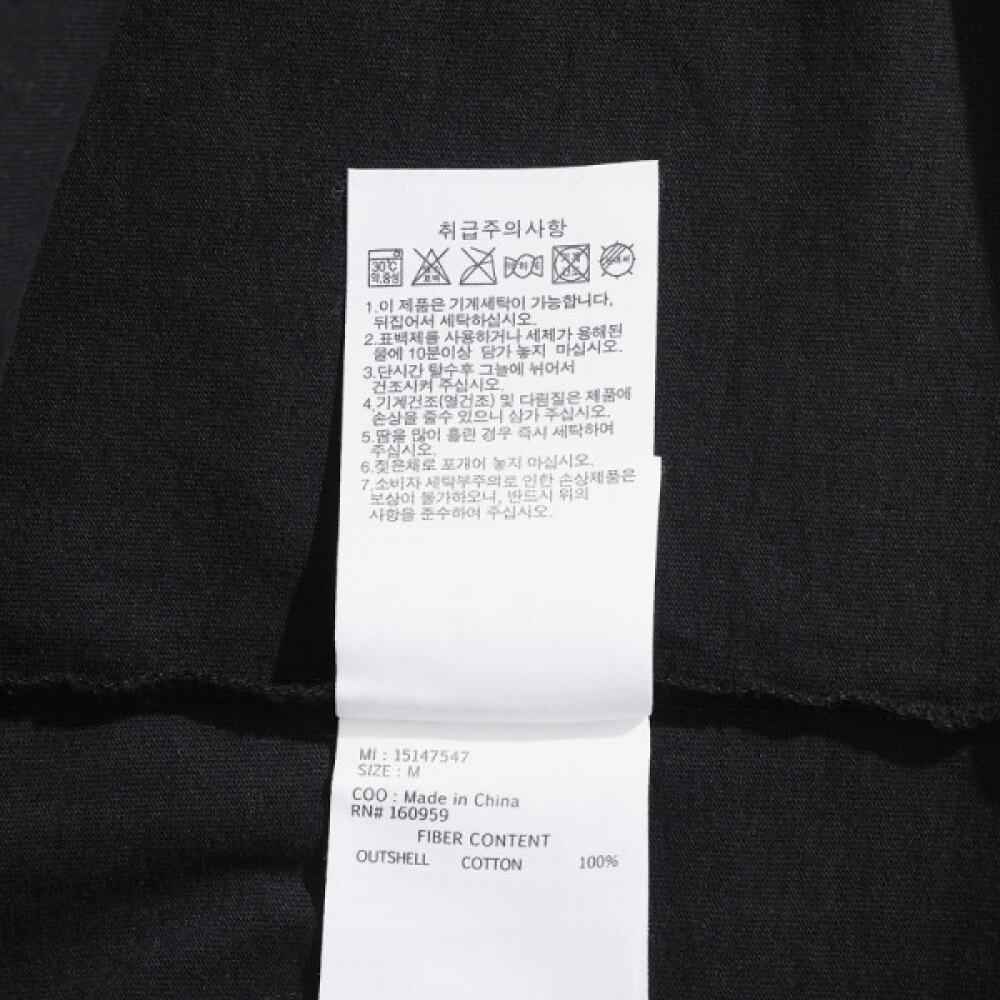 취급주의사항
30℃
약.중성
1.이 제품은 기계세탁이 가능합니다,
뒤집어서 세탁하십시오.
2.표백제를 사용하거나 세제가 용해된
물에 10분이상 담가 놓지 마십시오.
3.단시간 탈수후 그늘에 뉘어서
건조시켜 주십시오.
4.기계건조(열건조) 및 다림질은 제품에
손상을 줄수 있으니 삼가 주십시오.
5.땀을 많이 흘린 경우 즉시 세탁하여
주십시오.
6.젖은채로 포개어 놓지 마십시오.
7.소비자 세탁부주의로 인한 손상제품은
보상이 불가하오니, 반드시 위의
사항을 준수하여 주십시오.
MI : 15147547
SIZE : M
COO : Made in China
RN# 160959
FIBER CONTENT
OUTSHELL COTTON 100%